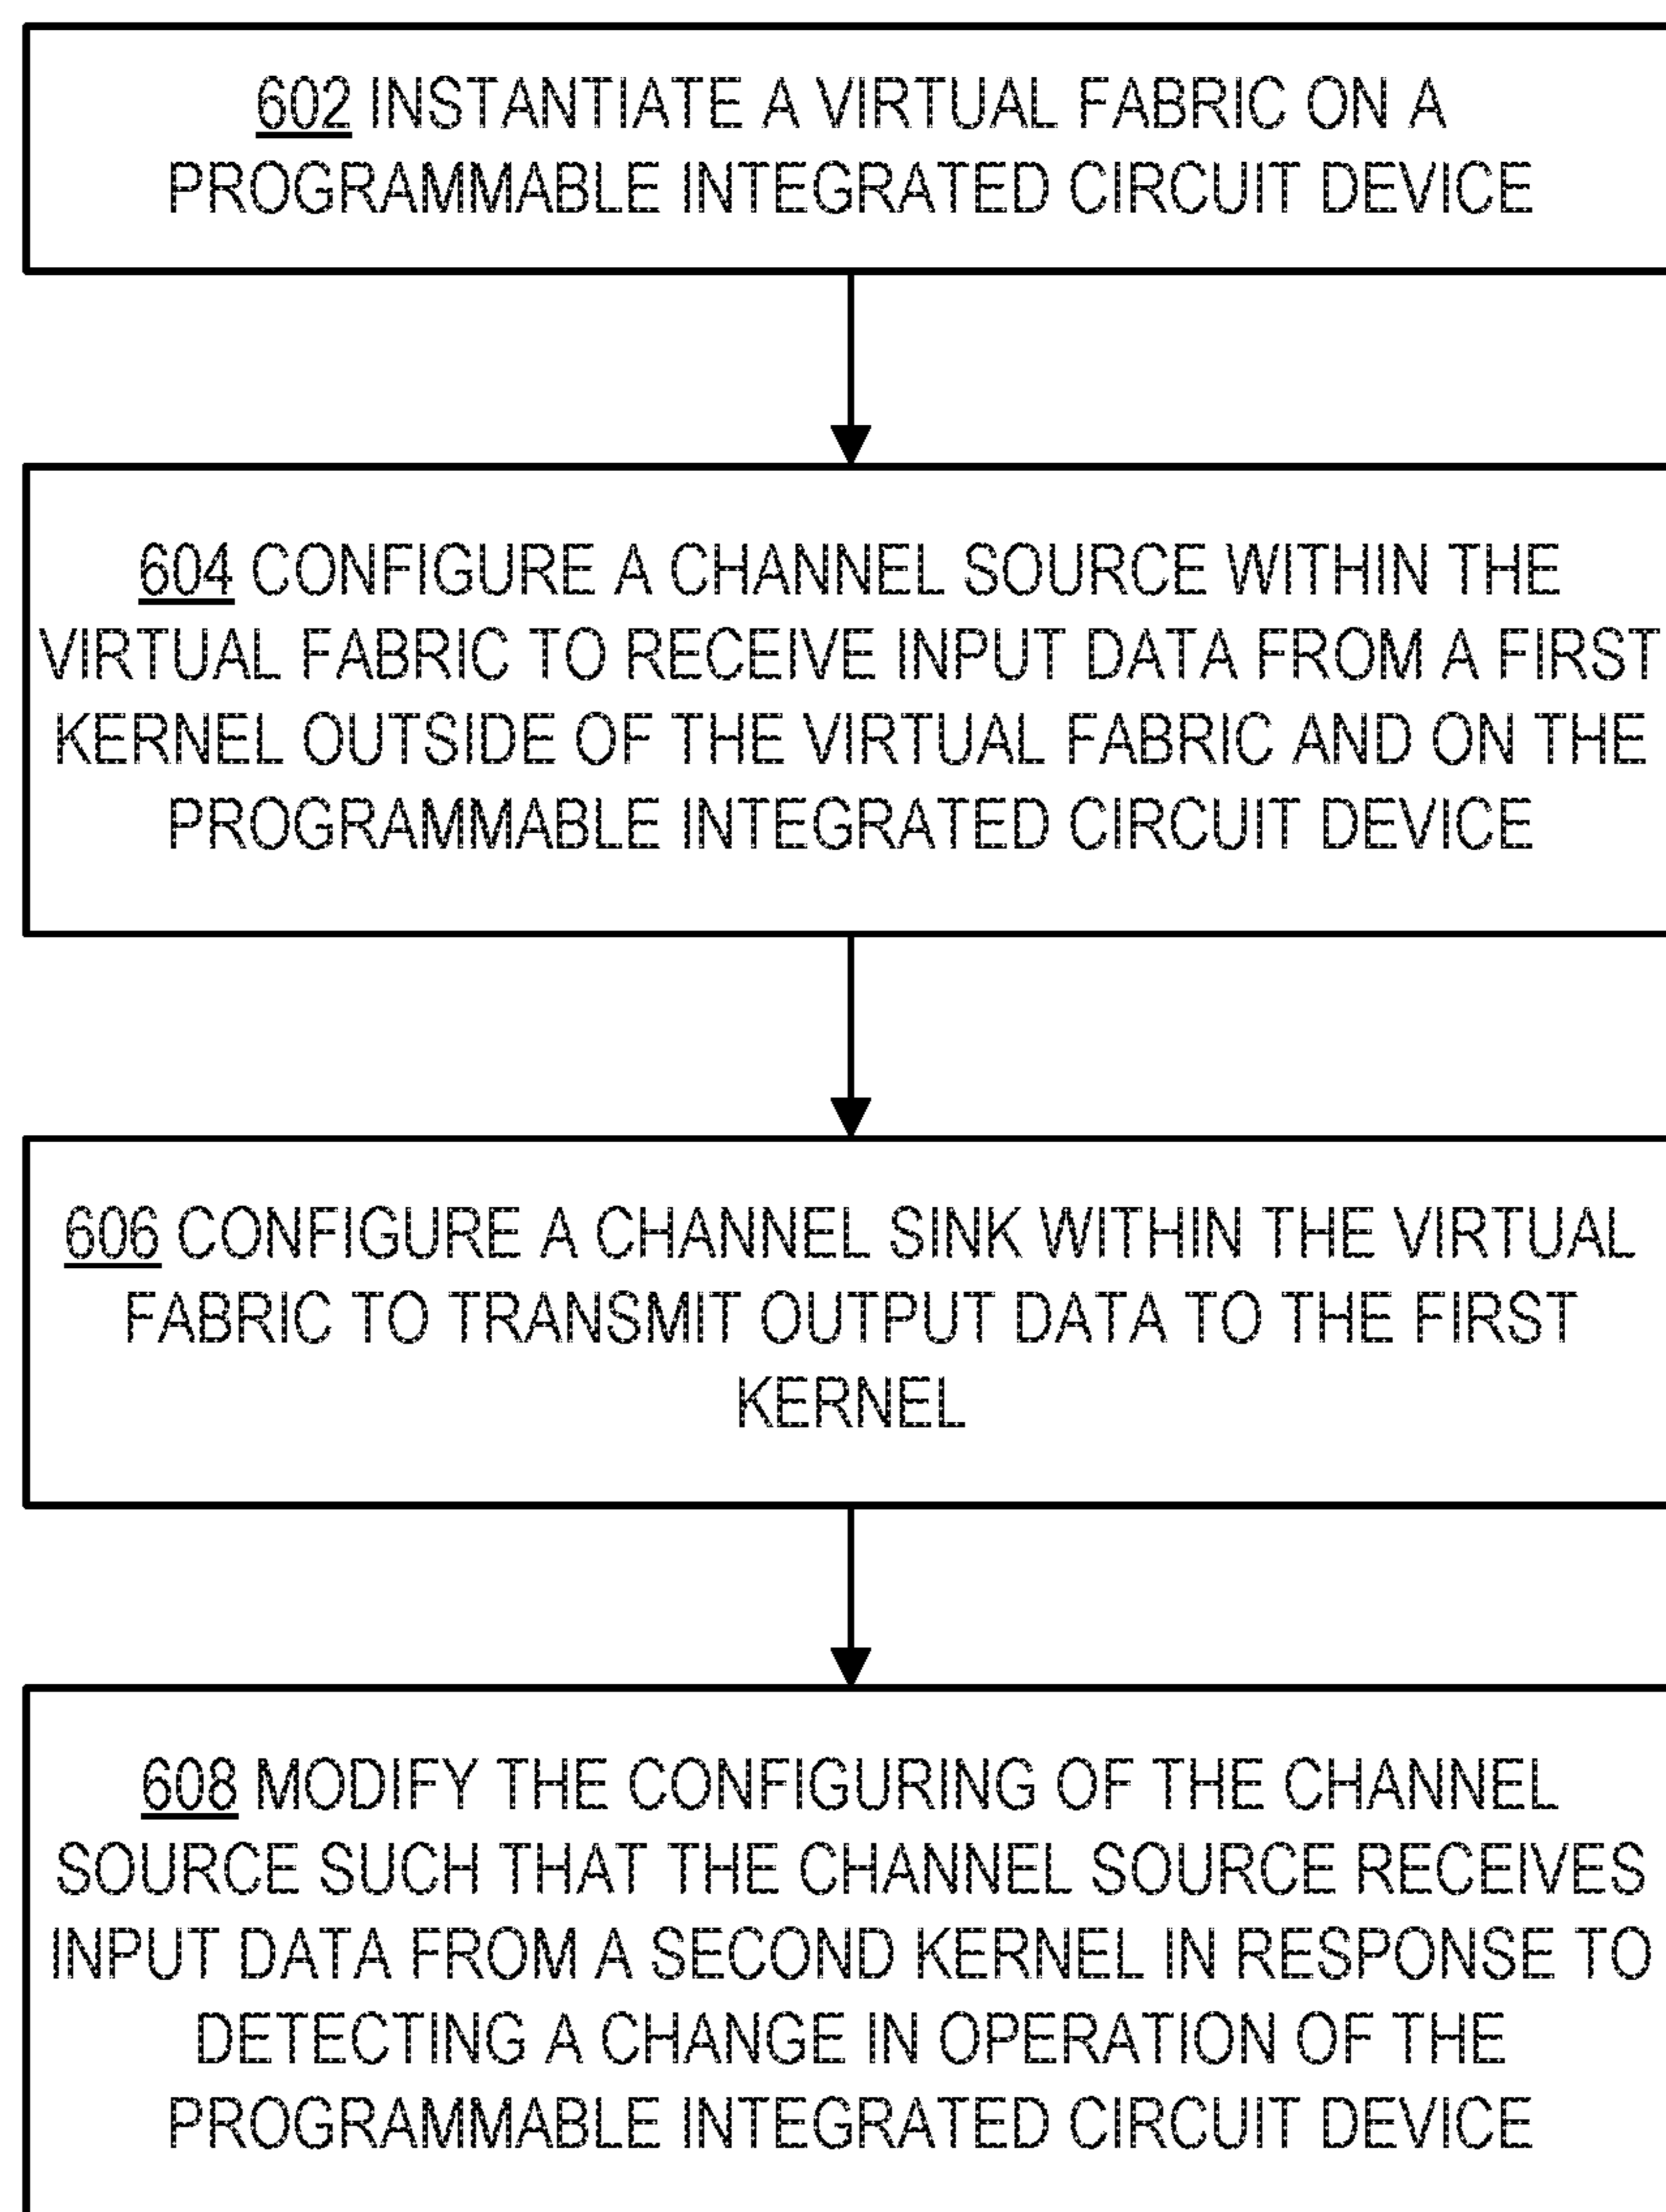 602 INSTANTIATE A VIRTUAL FABRIC ON A
PROGRAMMABLE INTEGRATED CIRCUIT DEVICE
604 CONFIGURE A CHANNEL SOURCE WITHIN THE
VIRTUAL FABRIC TO RECEIVE INPUT DATA FROM A FIRST
KERNEL OUTSIDE OF THE VIRTUAL FABRIC AND ON THE
PROGRAMMABLE INTEGRATED CIRCUIT DEVICE
606 CONFIGURE A CHANNEL SINK WITHIN THE VIRTUAL
FABRIC TO TRANSMIT OUTPUT DATA TO THE FIRST
KERNEL
608 MODIFY THE CONFIGURING OF THE CHANNEL
SOURCE SUCH THAT THE CHANNEL SOURCE RECEIVES
INPUT DATA FROM A SECOND KERNEL IN RESPONSE TO
DETECTING A CHANGE IN OPERATION OF THE
PROGRAMMABLE INTEGRATED CIRCUIT DEVICE